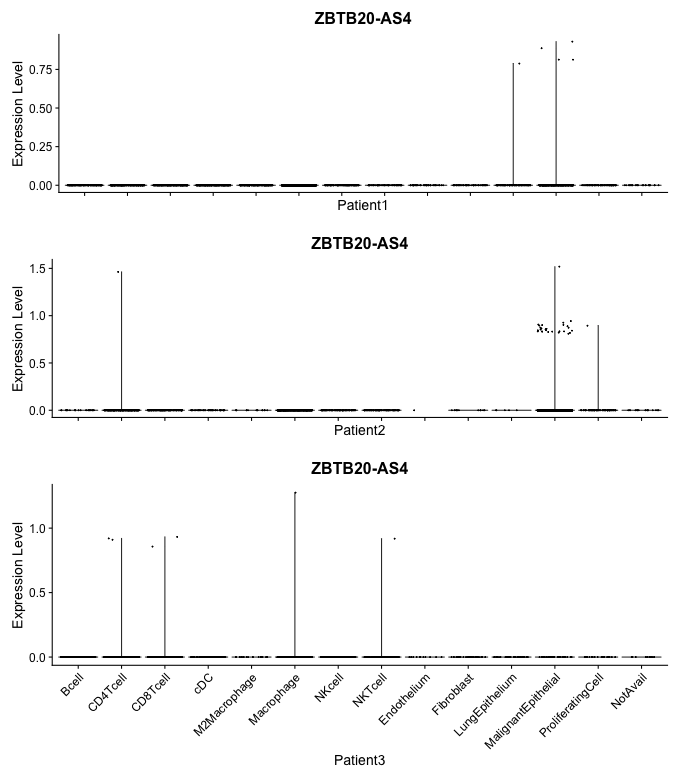 ZBTB20-AS4
Expression Level
0.75
0.50
0.25
0.00
Patient1
ZBTB20-AS4
Expression Level
1.5
1.0
0.5
0.0
Patient2
ZBTB20-AS4
Expression Level
1.0
0.5
0.0
Bcell
CD4Tcell
CD8Tcell
cDC
M2Macrophage
Macrophage
NKcell
NKTcell
Endothelium
Fibroblast
LungEpithelium
MalignantEpithelial
ProliferatingCell
NotAvail
Patient3